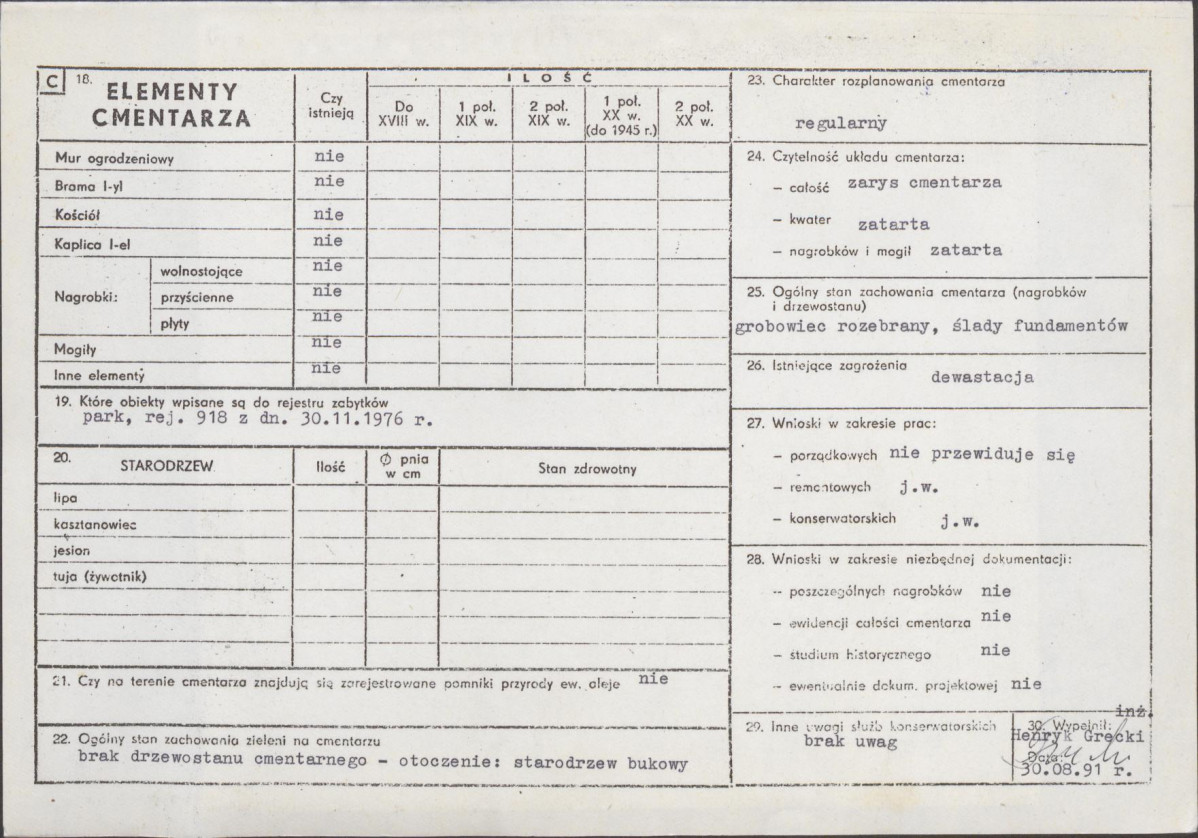 C 18. ELEMENTY CMENTARZA
Czy istnieją
ILOŚĆ
Do XVIII w.
1 poł. XIX w.
2 poł. XIX w.
1 poł. XX w. (do 1945 r.)
2 poł. XX w.
Mur ogrodzeniowy nie
Brama I-yl nie
Kościół nie
Kaplica I-el nie
Nagrobki:
wolnostojące nie
przyścienne nie
płyty nie
Mogiły nie
Inne elementy nie
19. Które obiekty wpisane są do rejestru zabytków
park, rej. 918 z dn. 30.11.1976 r.
20. STARODRZEW
Ilość
Ø pnia w cm
Stan zdrowotny
lipa
kasztanowiec
jesion
tuja (żywotnik)
21. Czy na terenie cmentarza znajdują się zarejestrowane pomniki przyrody ew. aleje nie
22. Ogólny stan zachowania zieleni na cmentarzu
brak drzewostanu cmentarnego - otoczenie: starodrzew bukowy
23. Charakter rozplanowania cmentarza
regularny
24. Czytelność układu cmentarza:
- całość zarys cmentarza
- kwater zatarta
- nagrobków i mogił zatarta
25. Ogólny stan zachowania cmentarza (nagrobków
i drzewostanu)
grobowiec rozebrany, ślady fundamentów
26. Istniejące zagrożenia
dewastacja
27. Wnioski w zakresie prac:
- porządkowych nie przewiduje się
- remontowych j.w.
- konserwatorskich j.w.
28. Wnioski w zakresie niezbędnej dokumentacji:
- poszczególnych nagrobków nie
- ewidencji całości cmentarza nie
- studium historycznego nie
- ewentualnie dokum. projektowej nie
29. Inne uwagi służb konserwatorskich
brak uwag
inż.
30. Wypełnił:
Henryk Grecki
Data:
30.08.91 r.